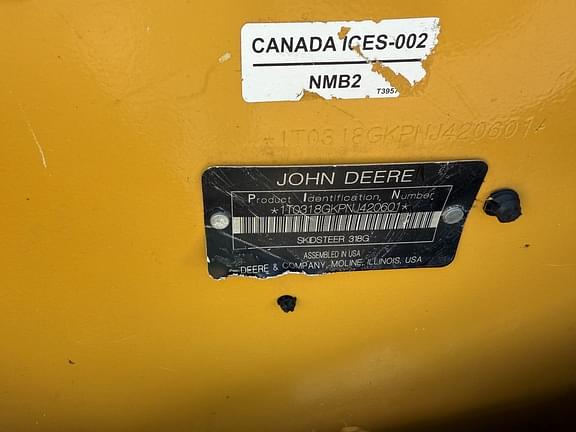 CANADA ICES-002
NMB2
T3957
*1T0318GKPNJ420601*
JOHN DEERE
Product Identification Number
*1T0318GKPNJ420601*
SKIDSTEER 318G
ASSEMBLED IN USA
DEERE & COMPANY, MOLINE, ILLINOIS, USA